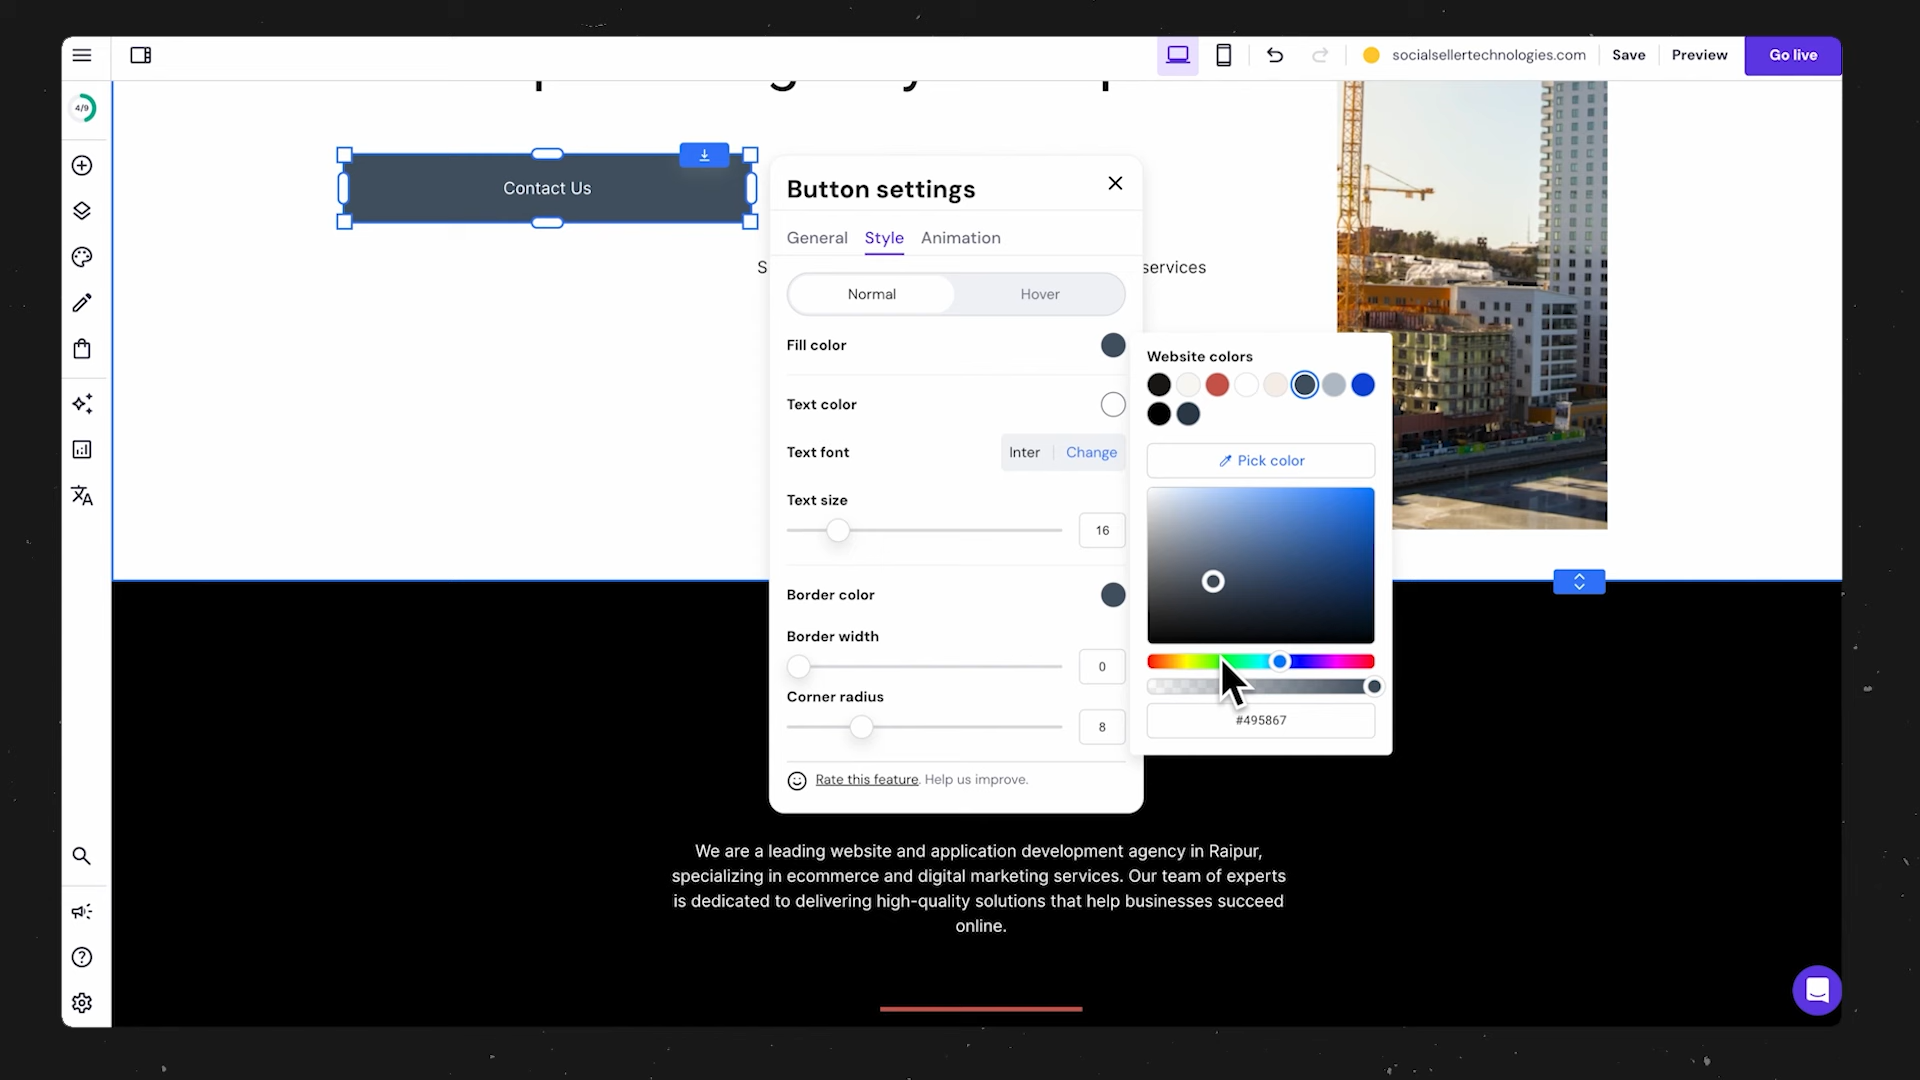 socialsellertechnologies.com
Save
Preview
Go live
4/9
Contact Us
Button settings
General
Style
Animation
services
Normal
Hover
Fill color
Website colors
Text color
Text font
Inter
Change
Pick color
Text size
16
Border color
Border width
0
Corner radius
#495867
8
Rate this feature. Help us improve.
We are a leading website and application development agency in Raipur,
specializing in ecommerce and digital marketing services. Our team of experts
is dedicated to delivering high-quality solutions that help businesses succeed
online.